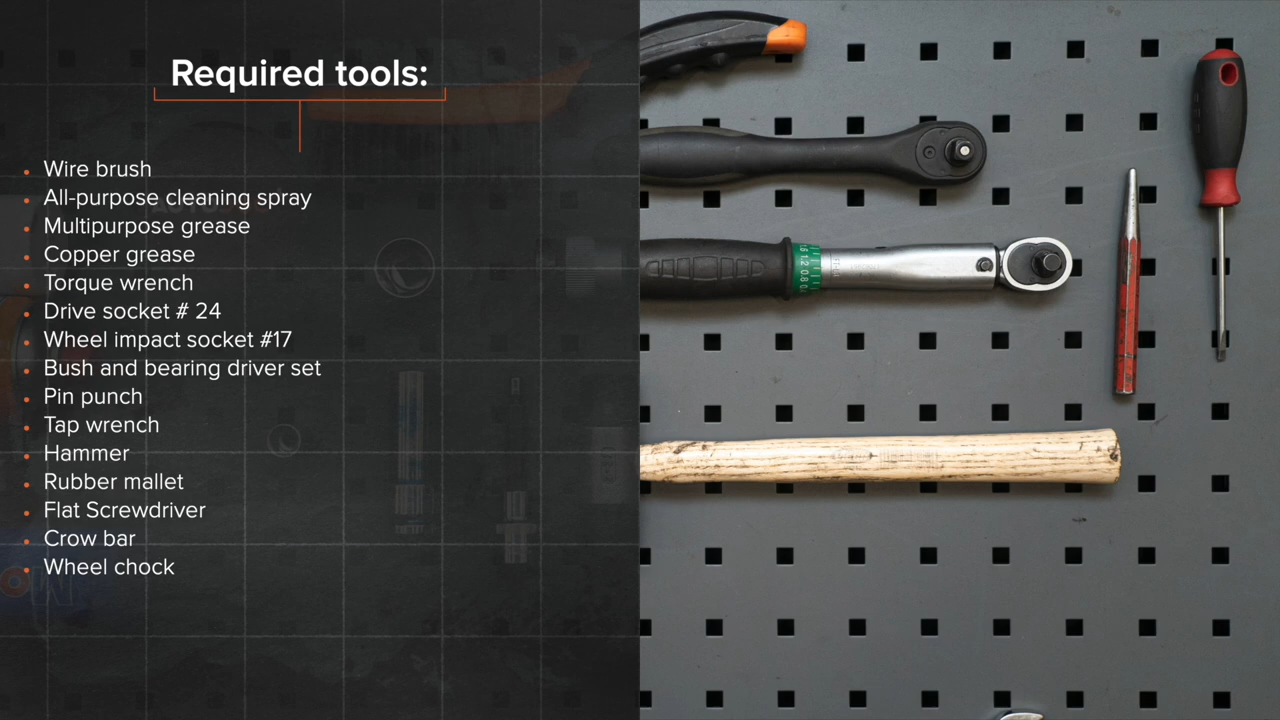 Required tools:
Wire brush
All-purpose cleaning spray
Multipurpose grease
Copper grease
Torque wrench
Drive socket # 24
Wheel impact socket #17
Bush and bearing driver set
Pin punch
Tap wrench
Hammer
Rubber mallet
Flat Screwdriver
Crow bar
Wheel chock